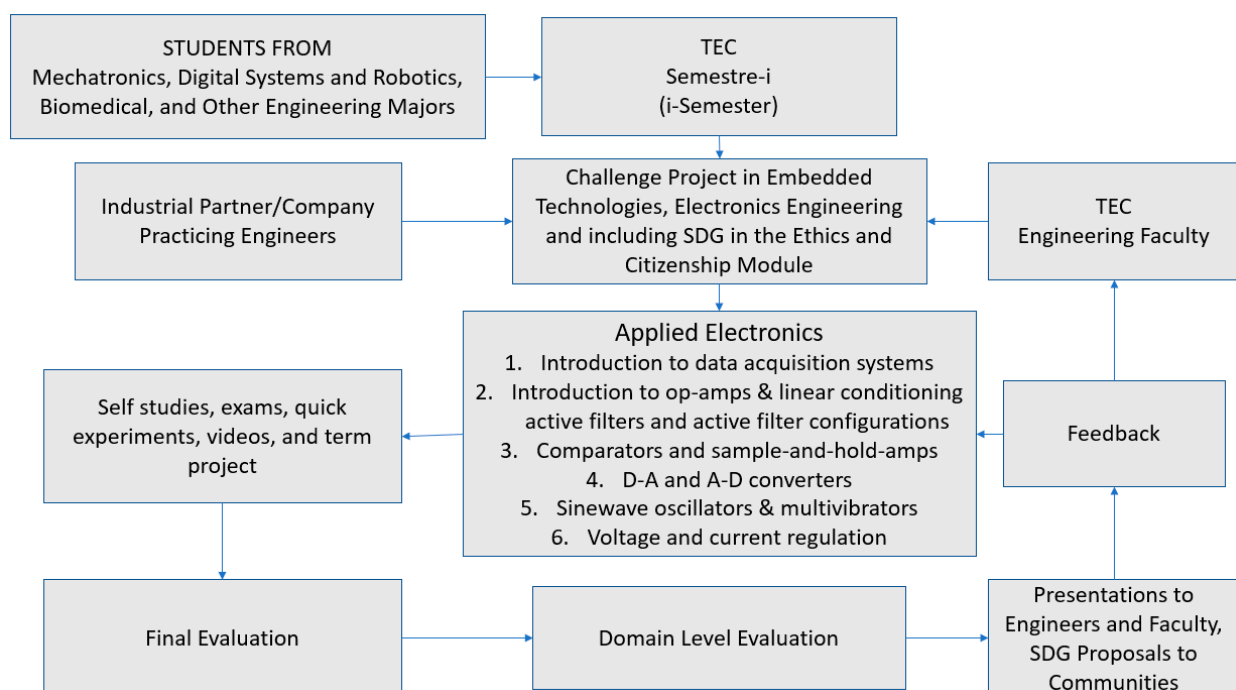 STUDENTS FROM
Mechatronics, Digital Systems and Robotics,
Biomedical, and Other Engineering Majors
TEC
Semestre-i
(i-Semester)
Industrial Partner/Company
Practicing Engineers
Challenge Project in Embedded
Technologies, Electronics Engineering
and including SDG in the Ethics and
Citizenship Module
TEC
Engineering Faculty
Applied Electronics
1. Introduction to data acquisition systems
2. Introduction to op-amps & linear conditioning
active filters and active filter configurations
3. Comparators and sample-and-hold-amps
4. D-A and A-D converters
5. Sinewave oscillators & multivibrators
6. Voltage and current regulation
Self studies, exams, quick
experiments, videos, and term
project
Feedback
Final Evaluation
Domain Level Evaluation
Presentations to
Engineers and Faculty,
SDG Proposals to
Communities